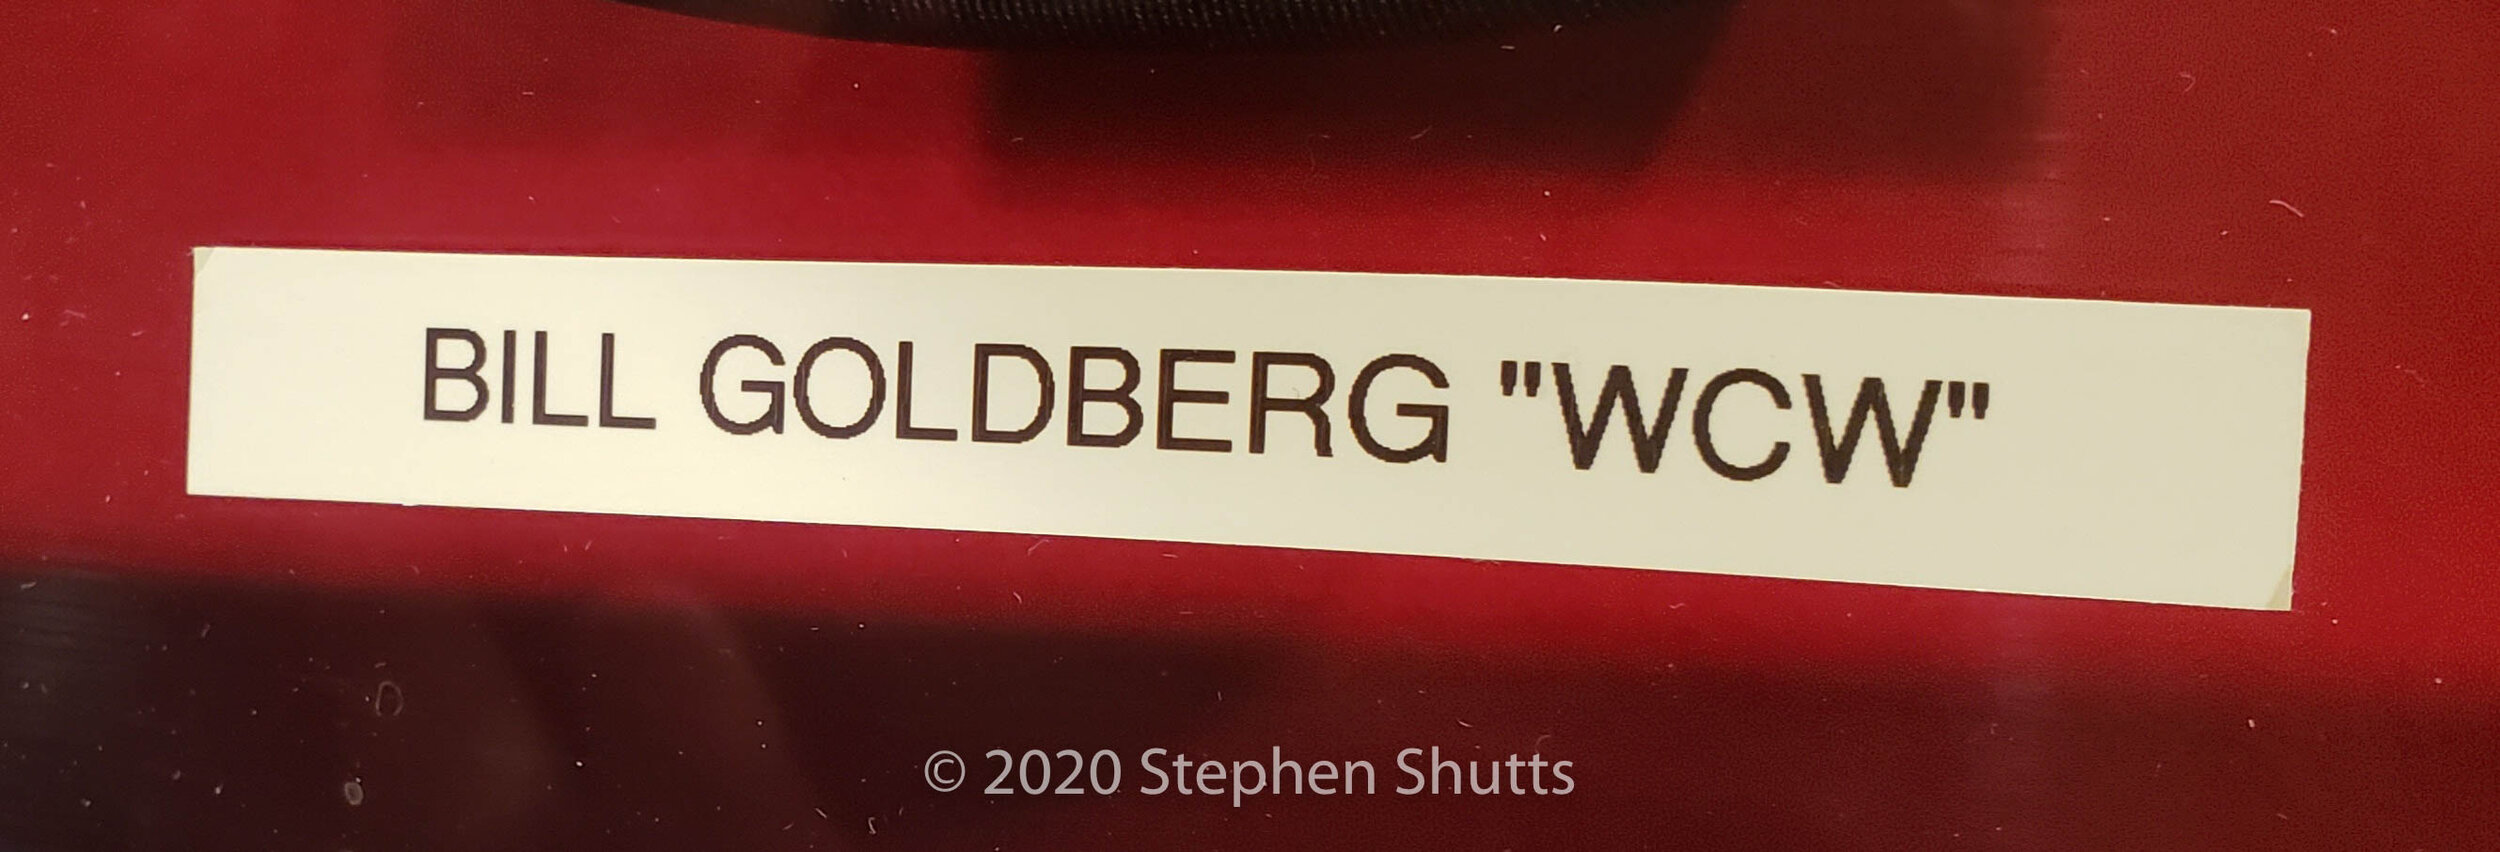 BILL GOLDBERG "WCW"
© 2020 Stephen Shutts